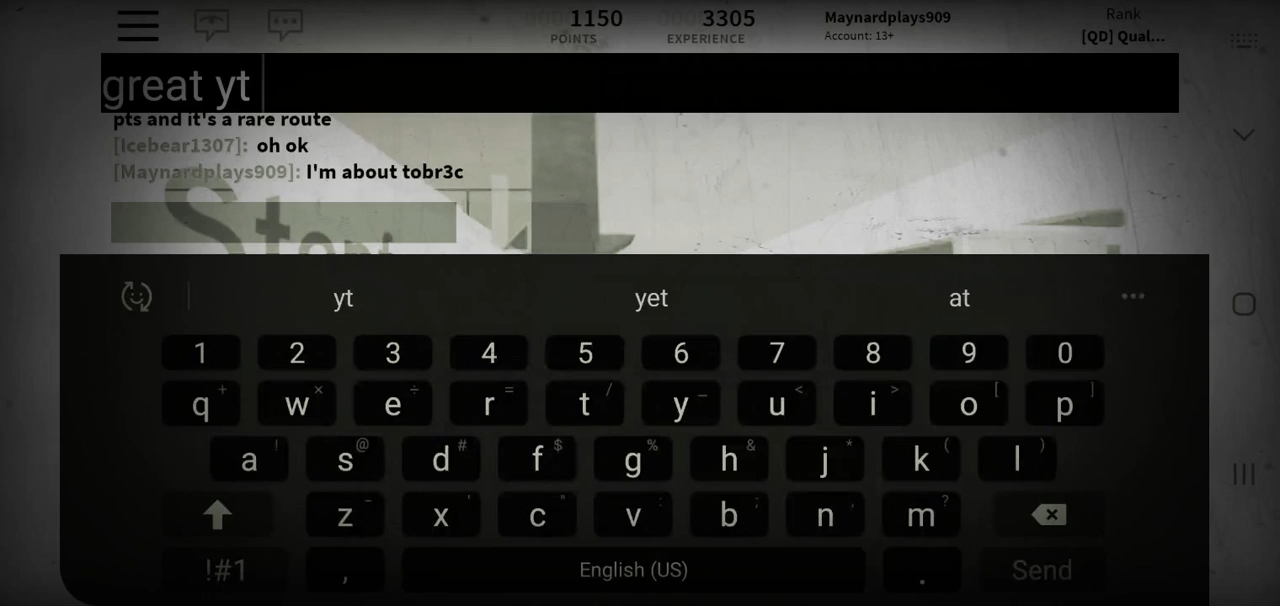 1150
POINTS
3305
EXPERIENCE
Maynardplays909
Account: 13+
Rank
[QD] Qual...
great yt
pts and it's a rare route
[Icebear1307]: oh ok
[Maynardplays909]: I'm about tobr3c
Start
yt yet at
1 2 3 4 5 6 7 8 9 0
q + w × e ÷ r = t / y _ u < i > o [ p ]
a ! s @ d # f $ g % h & j * k ( l )
z - x ' c " v : b ; n , m ?
!#1 , English (US) . Send